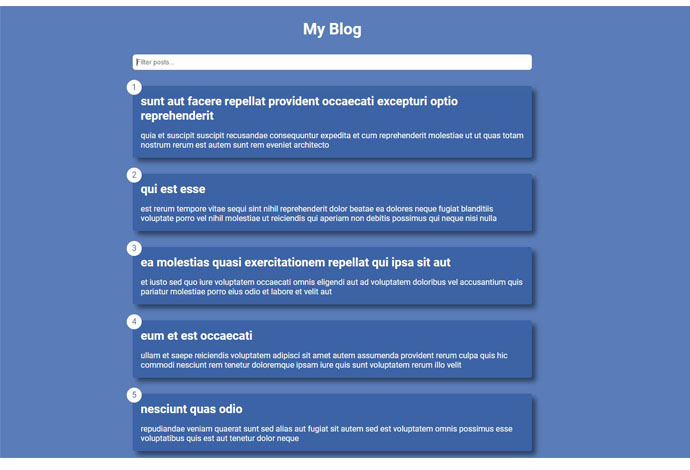 My Blog
Filter posts...
1
sunt aut facere repellat provident occaecati excepturi optio
reprehenderit
quia et suscipit suscipit recusandae consequuntur expedita et cum reprehenderit molestiae ut ut quas totam
nostrum rerum est autem sunt rem eveniet architecto
2
qui est esse
est rerum tempore vitae sequi sint nihil reprehenderit dolor beatae ea dolores neque fugiat blanditiis
voluptate porro vel nihil molestiae ut reiciendis qui aperiam non debitis possimus qui neque nisi nulla
3
ea molestias quasi exercitationem repellat qui ipsa sit aut
et iusto sed quo iure voluptatem occaecati omnis eligendi aut ad voluptatem doloribus vel accusantium quis
pariatur molestiae porro eius odio et labore et velit aut
4
eum et est occaecati
ullam et saepe reiciendis voluptatem adipisci sit amet autem assumenda provident rerum culpa quis hic
commodi nesciunt rem tenetur doloremque ipsam iure quis sunt voluptatem rerum illo velit
5
nesciunt quas odio
repudiandae veniam quaerat sunt sed alias aut fugiat sit autem sed est voluptatem omnis possimus esse
voluptatibus quis est aut tenetur dolor neque